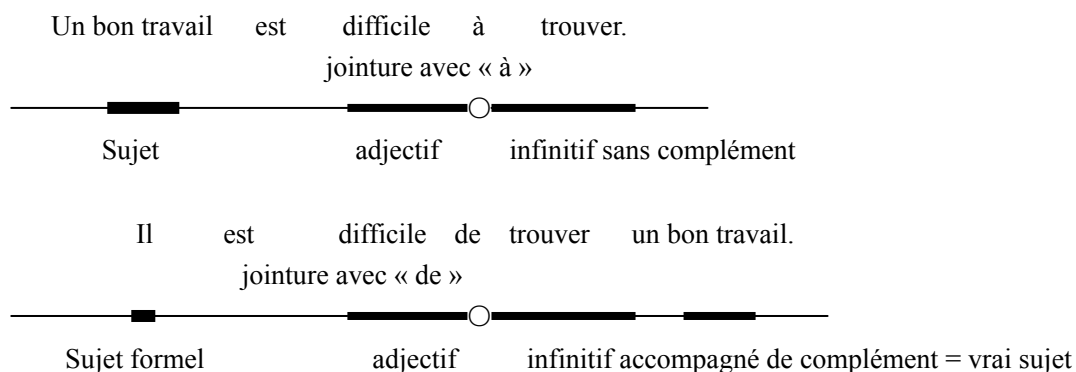 Un bon travail est difficile à trouver.
jointure avec « à »
Sujet adjectif infinitif sans complément
Il est difficile de trouver un bon travail.
jointure avec « de »
Sujet formel adjectif infinitif accompagné de complément = vrai sujet